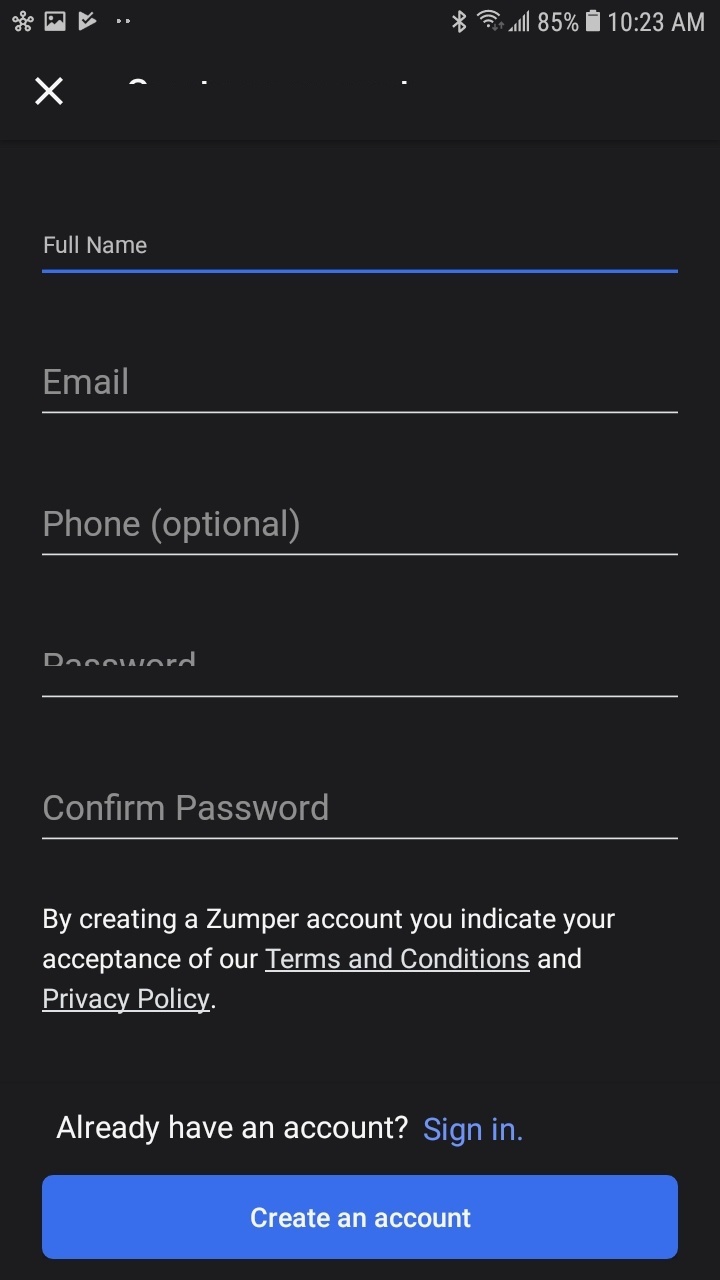 85% 10:23 AM
Full Name
Email
Phone (optional)
Password
Confirm Password
By creating a Zumper account you indicate your
acceptance of our Terms and Conditions and
Privacy Policy.
Already have an account? Sign in.
Create an account